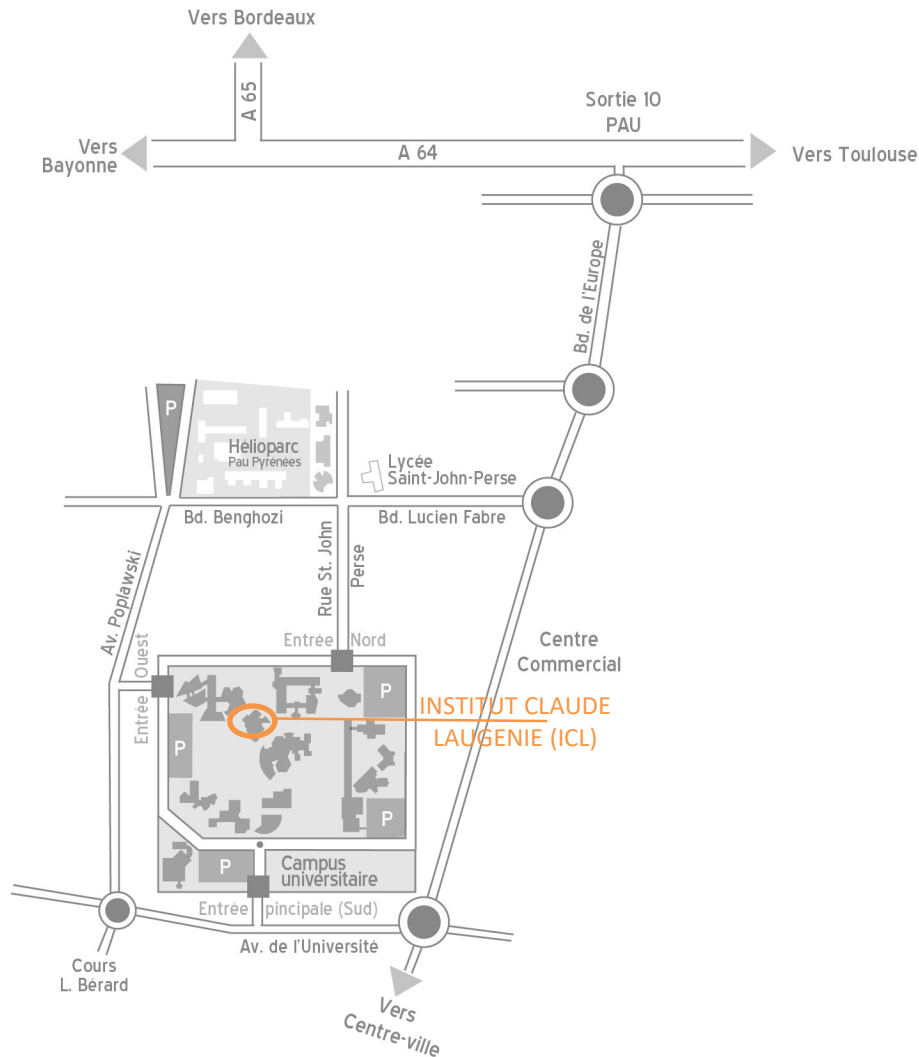 Vers Bordeaux
A 65
Sortie 10
PAU
Vers
Bayonne
A 64
Vers Toulouse
Bd. de l'Europe
P
Hélioparc
Pau Pyrénées
Lycée
Saint-John-Perse
Bd. Benghozi
Bd. Lucien Fabre
Av. Poplawski
Rue St. John
Perse
Entrée Nord
Centre
Commercial
Entrée Ouest
P
INSTITUT CLAUDE
LAUGENIE (ICL)
P
P
P
Campus
universitaire
Entrée pincipale (Sud)
Av. de l'Université
Cours
L. Bérard
Vers
Centre-ville